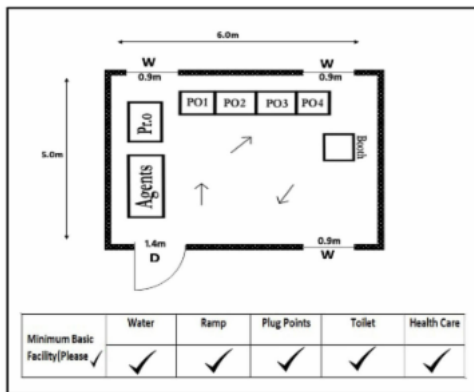 6.0m
W
W
0.9m
0.9m
PO1 PO2 PO3 PO4
Pr.o
5.0m
Booth
Agents
1.4m
0.9m
D
W
Water Ramp Plug Points Toilet Health Care
Minimum Basic
Facility(Please ✓ ✓ ✓ ✓ ✓ ✓